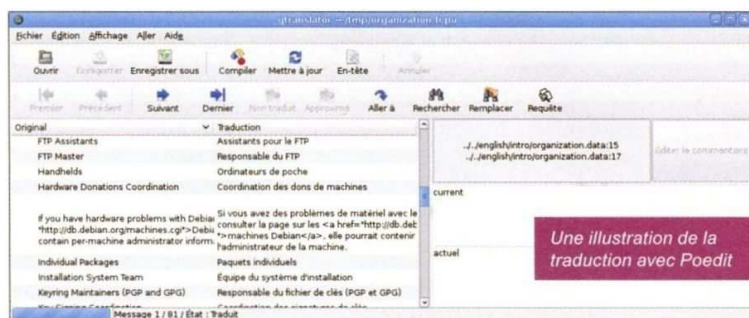 gtranslator — /tmp/organization.fr.po
Fichier Édition Affichage Aller Aide
Ouvrir Enregistrer Enregistrer sous Compiler Mettre à jour En-tête Annuler
Premier Précédent Suivant Dernier Non traduit Approuvé Aller à Rechercher Remplacer Requête
Original Traduction
FTP Assistants Assistants pour le FTP
FTP Master Responsable du FTP
Handhelds Ordinateurs de poche
Hardware Donations Coordination Coordination des dons de machines
If you have hardware problems with Debian Si vous avez des problèmes de matériel avec le
consulter la page sur les <a href="http://db.deb
"http://db.debian.org/machines.cgi">Debi
">machines Debian</a>, elle pourrait contenir
contain per-machine administrator inform
l'administrateur de la machine.
Individual Packages Paquets individuels
Installation System Team Équipe du système d'installation
Keyring Maintainers (PGP and GPG) Responsable du fichier de clés (PGP et GPG)
Key Signing Coordination Coordination des signatures de clés
Message 1 / 81 / État : Traduit
../../english/intro/organization.data:15
../../english/intro/organization.data:17
Éditer le commentaire
current
actuel
Une illustration de la
traduction avec Poedit